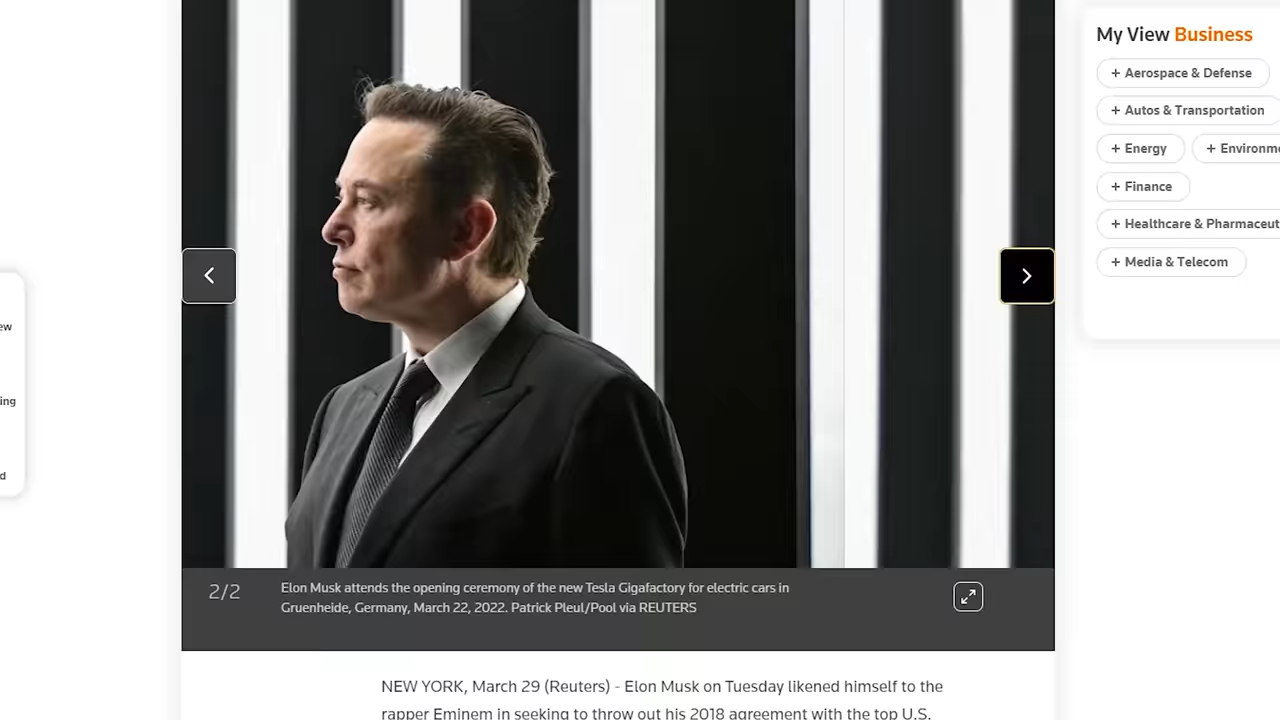 My View Business
+ Aerospace & Defense
+ Autos & Transportation
+ Energy
+ Environme
+ Finance
+ Healthcare & Pharmaceut
+ Media & Telecom
ew
ing
d
2/2
Elon Musk attends the opening ceremony of the new Tesla Gigafactory for electric cars in
Gruenheide, Germany, March 22, 2022. Patrick Pleul/Pool via REUTERS
NEW YORK, March 29 (Reuters) - Elon Musk on Tuesday likened himself to the
rapper Eminem in seeking to throw out his 2018 agreement with the top U.S.